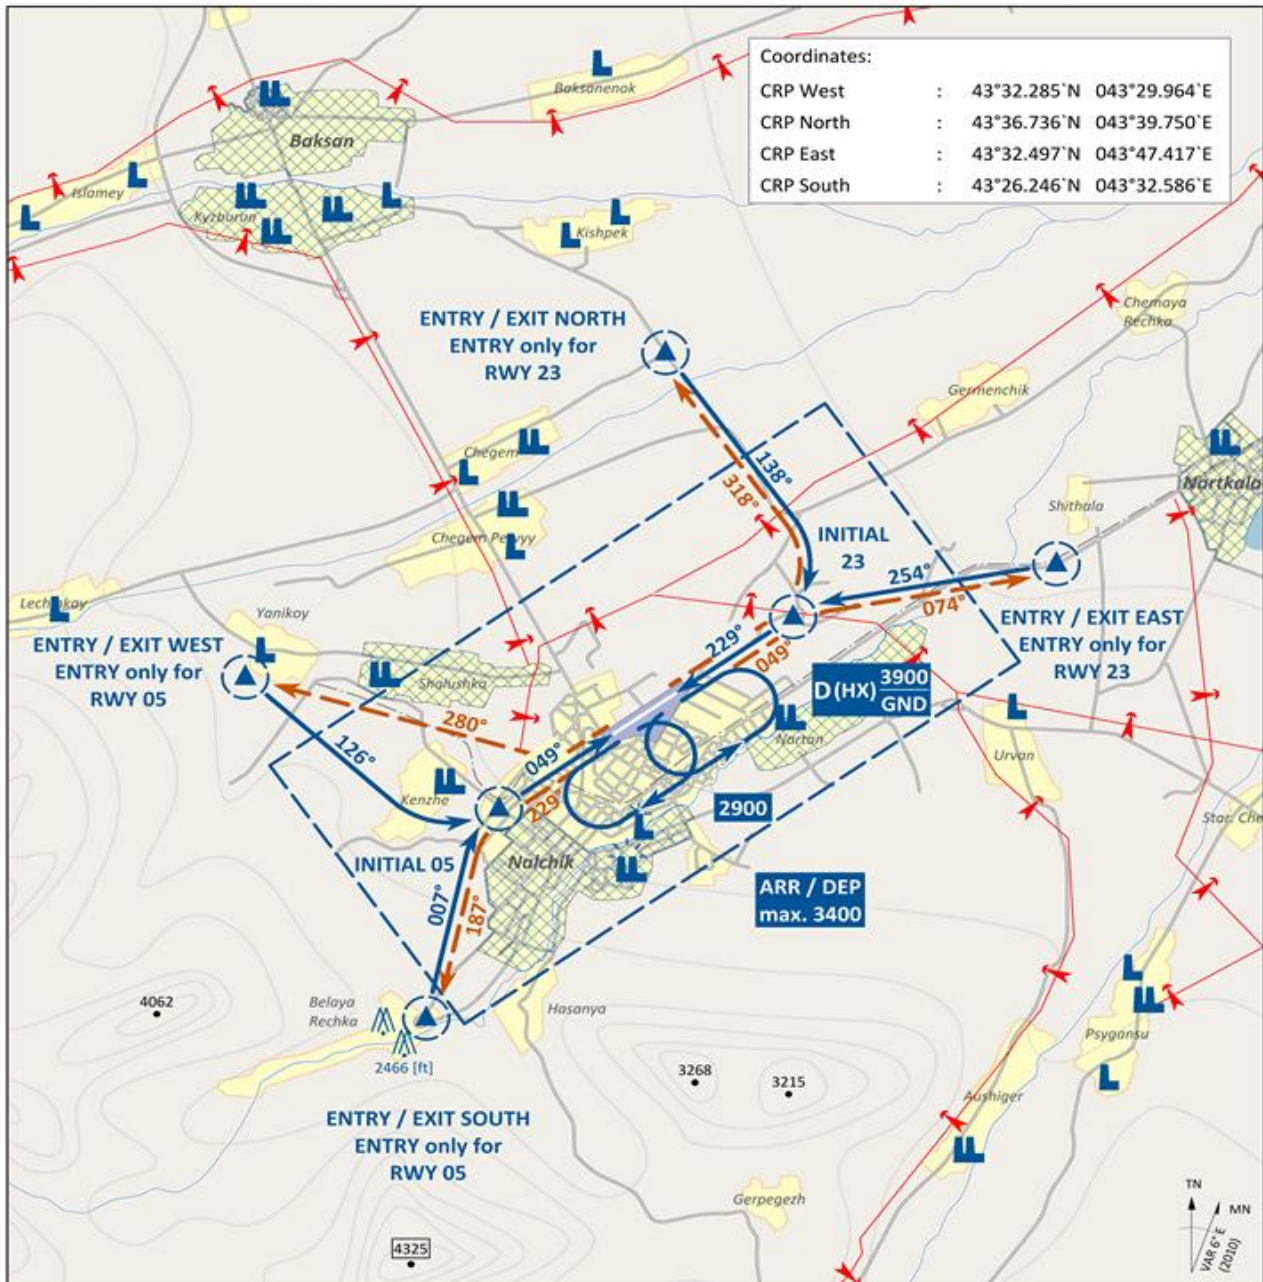 Coordinates:
CRP West : 43°32.285`N 043°29.964`E
CRP North : 43°36.736`N 043°39.750`E
CRP East : 43°32.497`N 043°47.417`E
CRP South : 43°26.246`N 043°32.586`E
Baksanenok
Baksan
Islamey
Kyzburun
Kishpek
Chemaya
Rechka
ENTRY / EXIT NORTH
ENTRY only for
RWY 23
Germenchik
Chegem
138°
318°
Nartkala
Shithala
INITIAL
23
Chegem Pervyy
254°
074°
Lechinkay
Yanikoy
ENTRY / EXIT WEST
ENTRY only for
RWY 05
ENTRY / EXIT EAST
ENTRY only for
RWY 23
229°
049°
Shalushka
D (HX) 3900
GND
280°
Nartan
126°
049°
229°
Urvan
Kenzhe
2900
Star. Che
INITIAL 05
Nalchik
ARR / DEP
max. 3400
007°
187°
4062
Belaya
Rechka
Hasanya
2466 [ft]
Psygansu
3268
3215
Aushiger
ENTRY / EXIT SOUTH
ENTRY only for
RWY 05
Gerpegezh
TN
MN
VAR 6° E
(2010)
4325